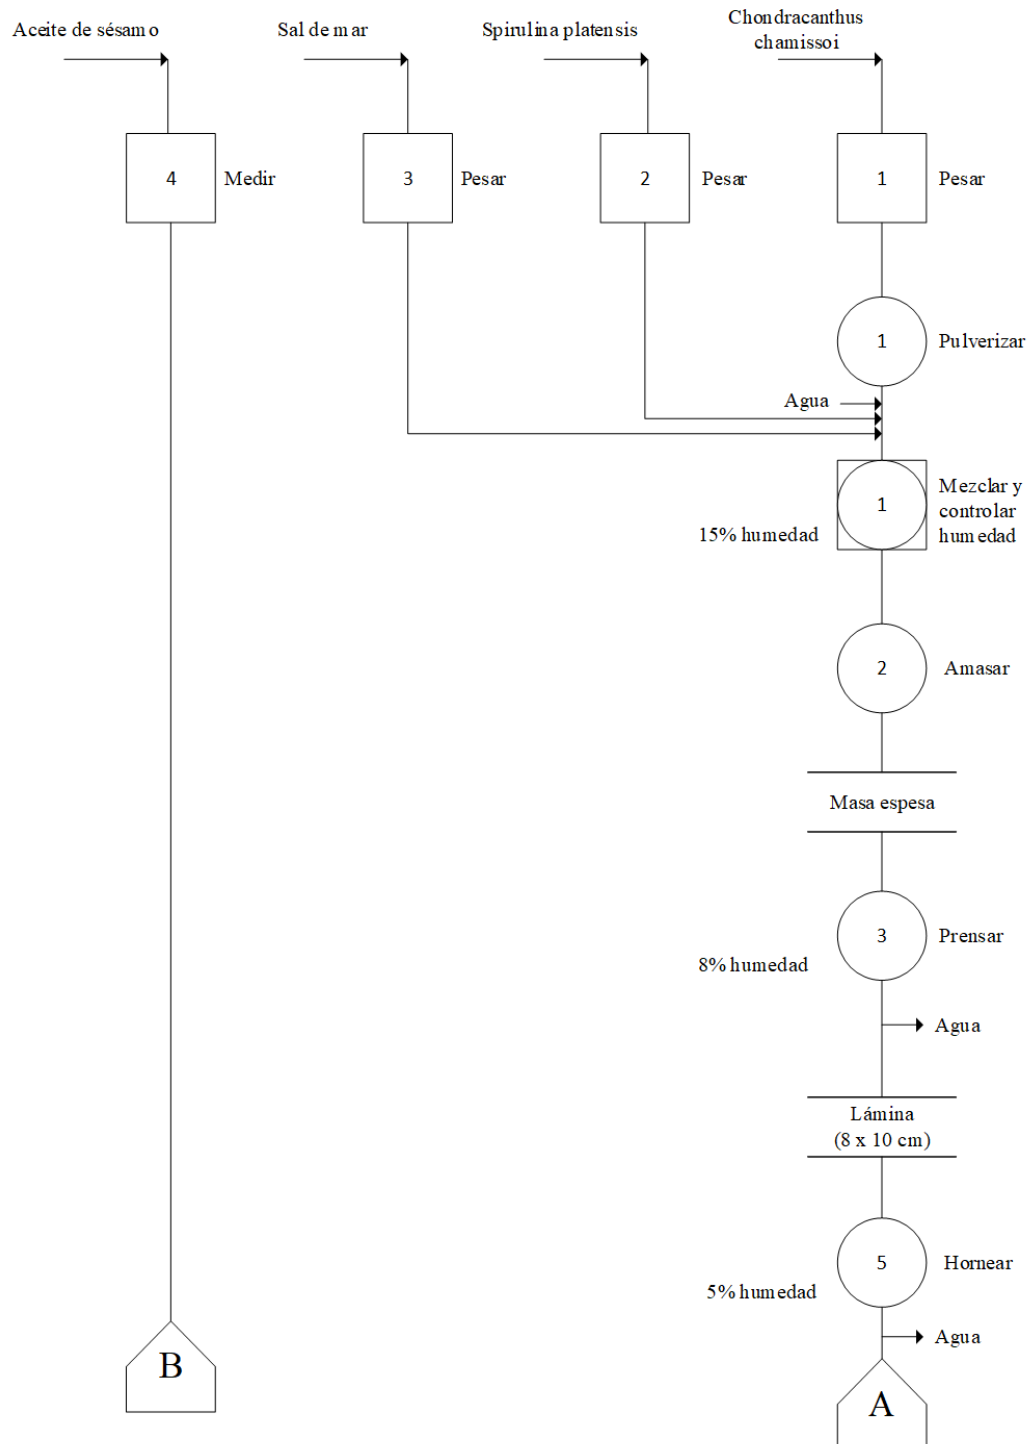 Aceite de sésamo
Sal de mar
Spirulina platensis
Chondracanthus
chamissoi
4
Medir
3
Pesar
2
Pesar
1
Pesar
1
Pulverizar
Agua
1
Mezclar y
controlar
humedad
15% humedad
2
Amasar
Masa espesa
3
Prensar
8% humedad
Agua
Lámina
(8 x 10 cm)
5
Hornear
5% humedad
Agua
B
A